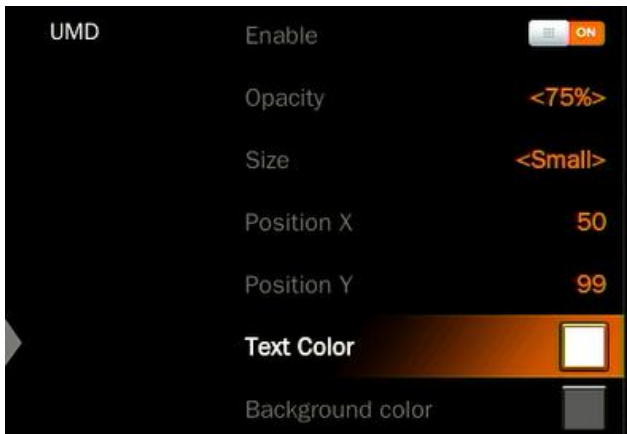 UMD
Enable ON
Opacity <75%>
Size <Small>
Position X 50
Position Y 99
Text Color
Background color